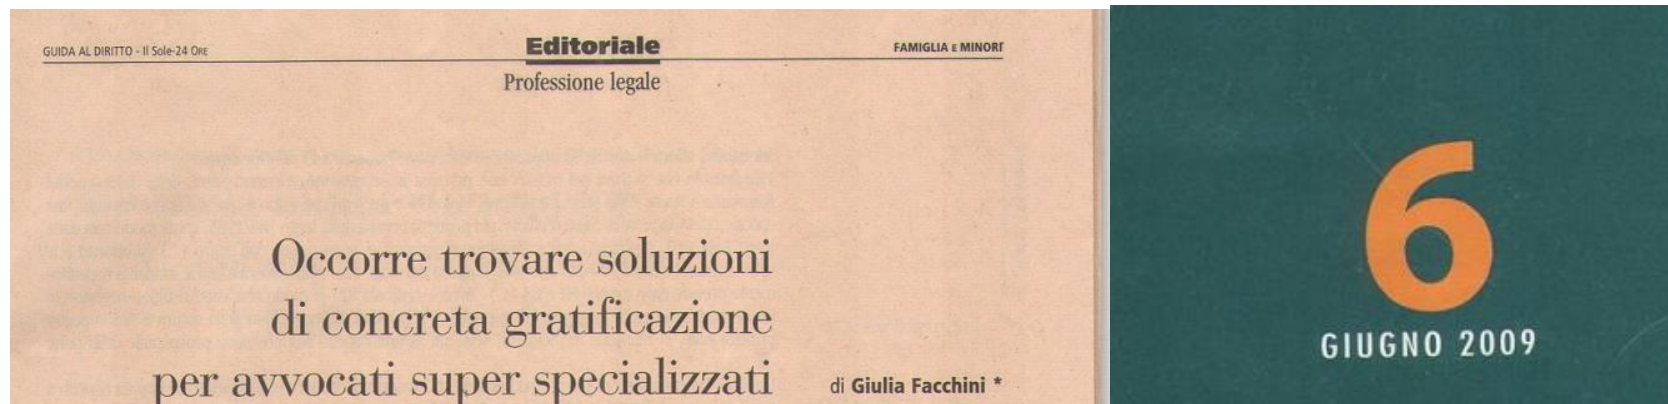 GUIDA AL DIRITTO - Il Sole-24 ORE
Editoriale
FAMIGLIA E MINORI
Professione legale
Occorre trovare soluzioni
di concreta gratificazione
per avvocati super specializzati
di Giulia Facchini *
6
GIUGNO 2009